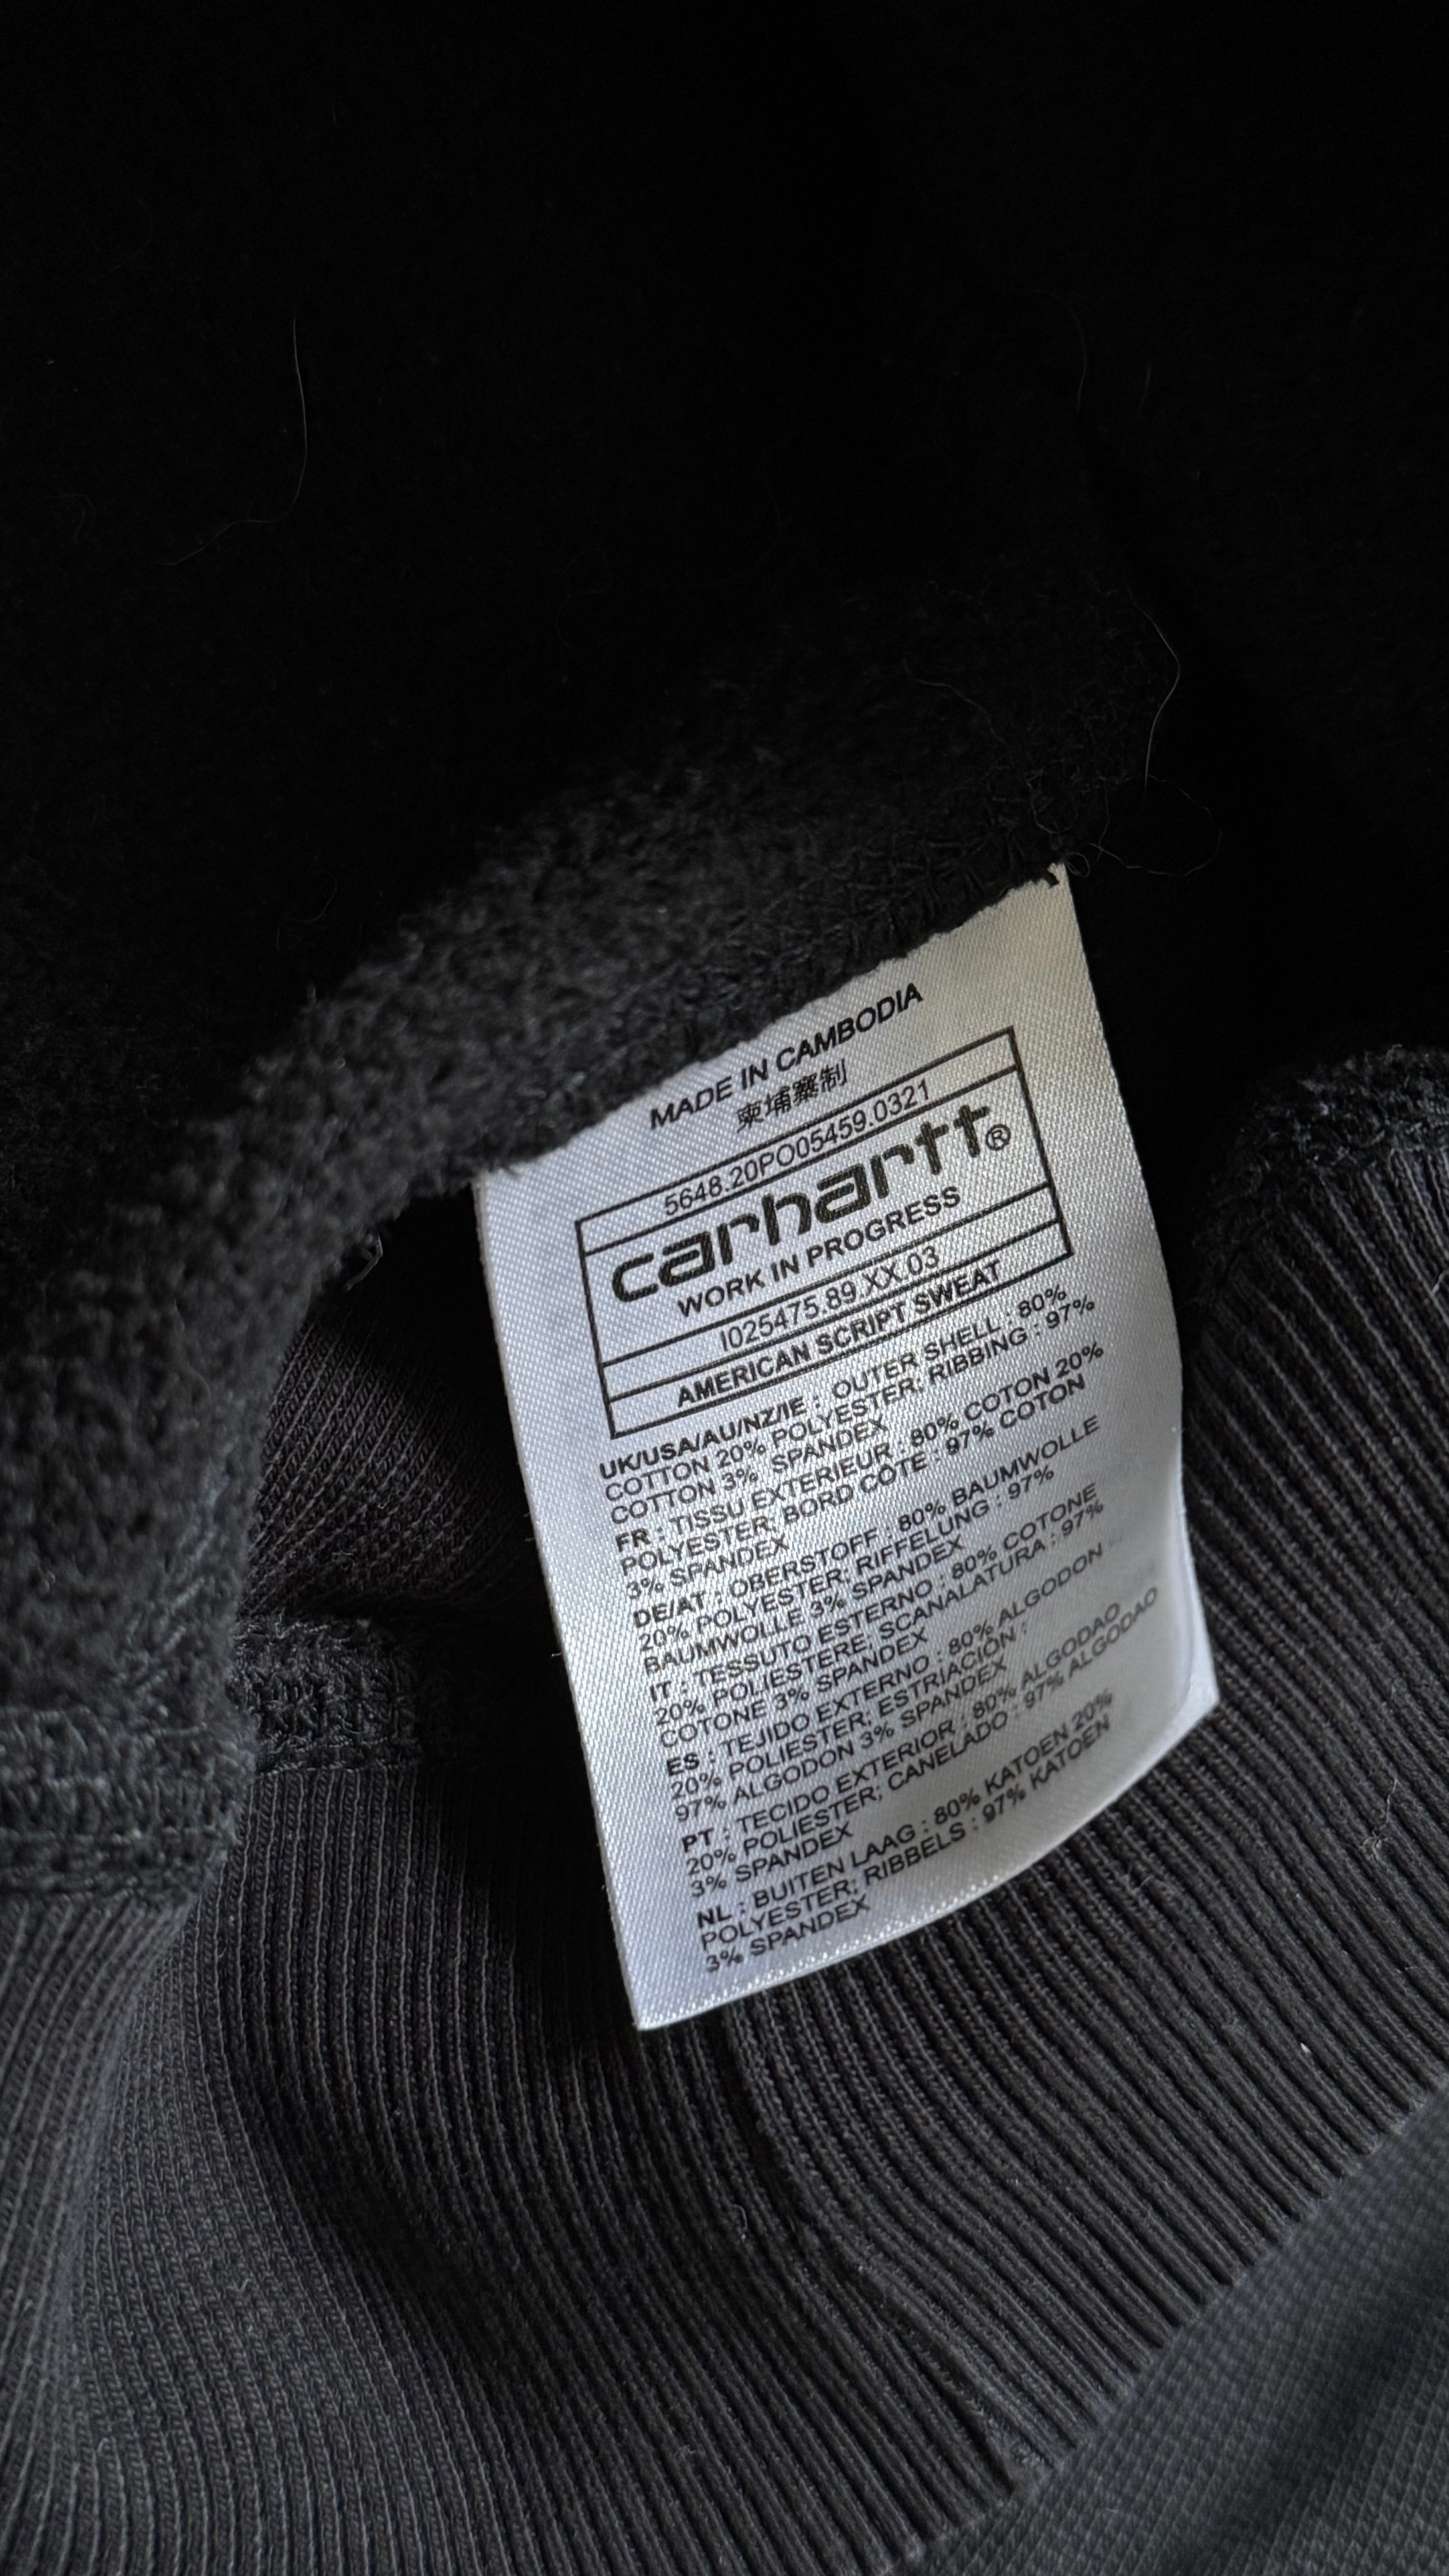 MADE IN CAMBODIA
柬埔寨制
5648.20PO05459.0321
carhartt®
WORK IN PROGRESS
I025475.89.XX.03
AMERICAN SCRIPT SWEAT
UK/USA/AU/NZ/IE : OUTER SHELL : 80%
COTTON 20% POLYESTER; RIBBING : 97%
COTTON 3% SPANDEX
FR : TISSU EXTERIEUR : 80% COTON 20%
POLYESTER; BORD CÔTE : 97% COTON
3% SPANDEX
DE/AT : OBERSTOFF : 80% BAUMWOLLE
20% POLYESTER; RIFFELUNG : 97%
BAUMWOLLE 3% SPANDEX
IT : TESSUTO ESTERNO : 80% COTONE
20% POLIESTERE; SCANALATURA : 97%
COTONE 3% SPANDEX
ES : TEJIDO EXTERNO : 80% ALGODON
20% POLIESTER; ESTRIACIÓN :
97% ALGODON 3% SPANDEX
PT : TECIDO EXTERIOR : 80% ALGODAO
20% POLIESTER; CANELADO : 97% ALGODAO
3% SPANDEX
NL : BUITEN LAAG : 80% KATOEN 20%
POLYESTER; RIBBELS : 97% KATOEN
3% SPANDEX